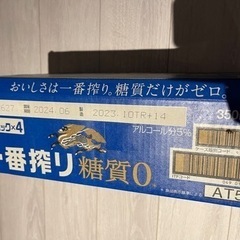 おいしさは一番搾り。糖質だけがゼロ。
2024.06
2023.10TR+14
アルコール分5%
350
ック×4
一番搾り 糖質0
AT5